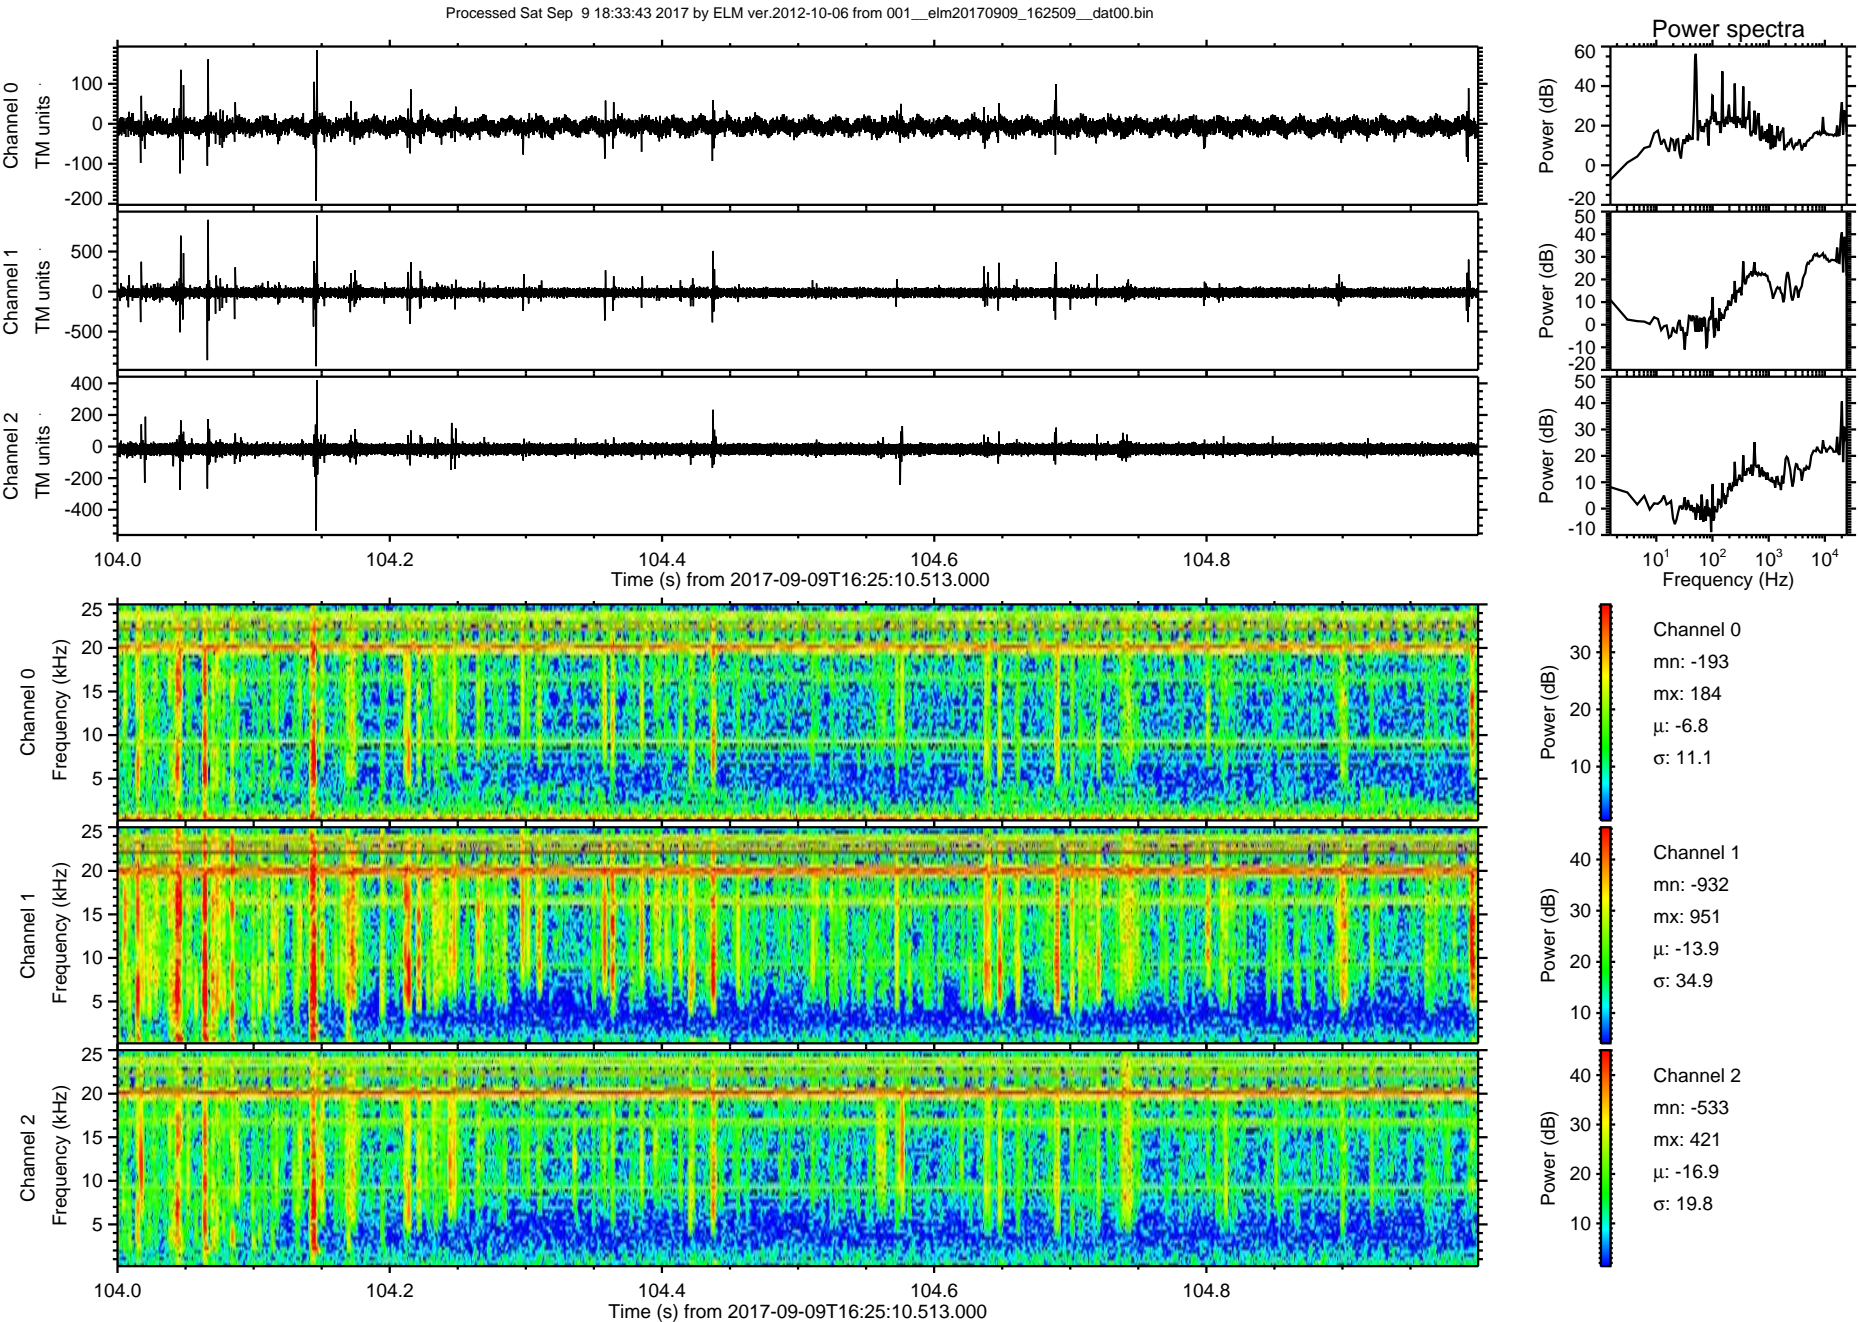 Processed Sat Sep  9 18:33:43 2017 by ELM ver.2012-10-06 from 001__elm20170909_162509__dat00.bin
Power spectra
Channel 0
TM units
100
0
-100
-200
Power (dB)
60
40
20
0
-20
Channel 1
TM units
500
0
-500
Power (dB)
50
40
30
20
10
0
-10
-20
Channel 2
TM units
400
200
0
-200
-400
Power (dB)
50
40
30
20
10
0
-10
104.0 104.2 104.4 104.6 104.8
Time (s) from 2017-09-09T16:25:10.513.000
10¹ 10² 10³ 10⁴
Frequency (Hz)
Channel 0
Frequency (kHz)
25
20
15
10
5
Power (dB)
30
20
10
Channel 0
mn: -193
mx: 184
μ: -6.8
σ: 11.1
Channel 1
Frequency (kHz)
25
20
15
10
5
Power (dB)
40
30
20
10
Channel 1
mn: -932
mx: 951
μ: -13.9
σ: 34.9
Channel 2
Frequency (kHz)
25
20
15
10
5
Power (dB)
40
30
20
10
Channel 2
mn: -533
mx: 421
μ: -16.9
σ: 19.8
104.0 104.2 104.4 104.6 104.8
Time (s) from 2017-09-09T16:25:10.513.000